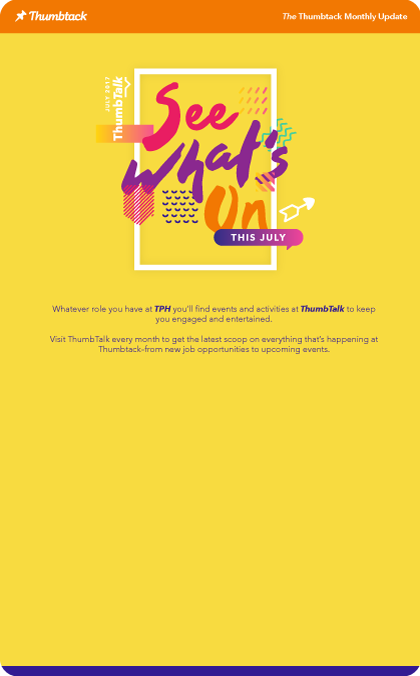 Thumbtack
The Thumbtack Monthly Update
JULY 2017
ThumbTalk
See
What's
On
THIS JULY
Whatever role you have at TPH you'll find events and activities at ThumbTalk to keep
you engaged and entertained.
Visit ThumbTalk every month to get the latest scoop on everything that's happening at
Thumbtack–from new job opportunities to upcoming events.